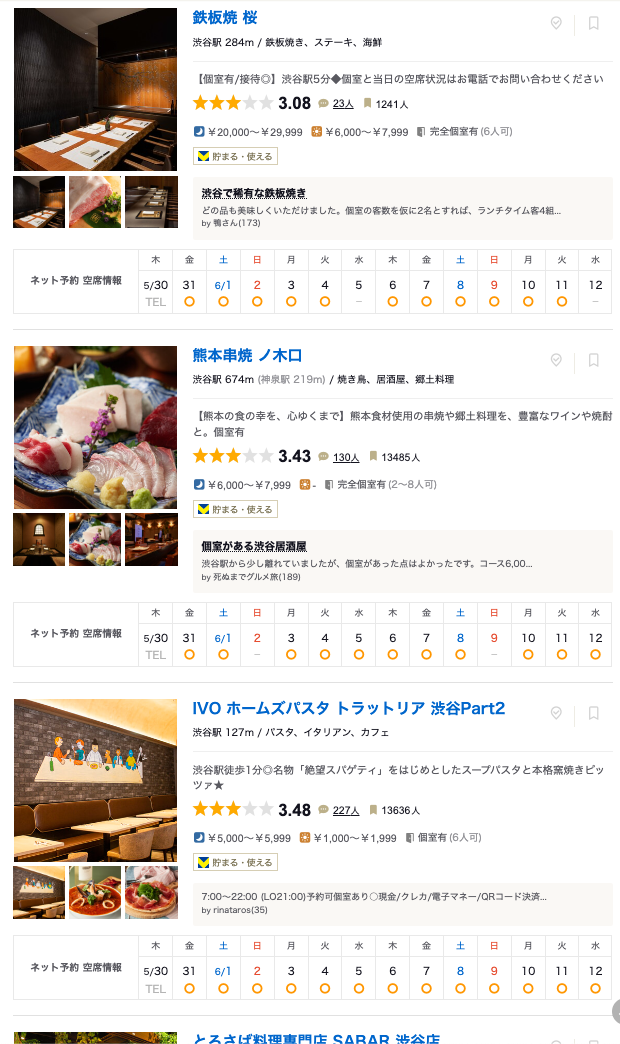 鉄板焼 桜
渋谷駅 284m / 鉄板焼き、ステーキ、海鮮
【個室有/接待◎】渋谷駅5分◆個室と当日の空席状況はお電話でお問い合わせください
3.08 23人 1241人
￥20,000～￥29,999 ￥6,000～￥7,999 完全個室有 (6人可)
貯まる・使える
渋谷で稀有な鉄板焼き
どの品も美味しくいただけました。個室の客数を仮に2名とすれば、ランチタイム客4組...
by 鴨さん(173)
木 金 土 日 月 火 水 木 金 土 日 月 火 水
ネット予約 空席情報
5/30 31 6/1 2 3 4 5 6 7 8 9 10 11 12
TEL ○ ○ ○ ○ ○ – ○ ○ ○ ○ ○ ○ –
熊本串焼 ノ木口
渋谷駅 674m (神泉駅 219m) / 焼き鳥、居酒屋、郷土料理
【熊本の食の幸を、心ゆくまで】熊本食材使用の串焼や郷土料理を、豊富なワインや焼酎
と。個室有
3.43 130人 13485人
￥6,000～￥7,999 - 完全個室有 (2～8人可)
貯まる・使える
個室がある渋谷居酒屋
渋谷駅から少し離れていましたが、個室があった点はよかったです。コース6,00...
by 死ぬまでグルメ旅(189)
木 金 土 日 月 火 水 木 金 土 日 月 火 水
ネット予約 空席情報
5/30 31 6/1 2 3 4 5 6 7 8 9 10 11 12
TEL ○ ○ – ○ ○ ○ ○ ○ ○ – ○ ○ ○
IVO ホームズパスタ トラットリア 渋谷Part2
渋谷駅 127m / パスタ、イタリアン、カフェ
渋谷駅徒歩1分◎名物「絶望スパゲティ」をはじめとしたスープパスタと本格窯焼きピッ
ツァ★
3.48 227人 13636人
￥5,000～￥5,999 ￥1,000～￥1,999 個室有 (6人可)
貯まる・使える
7:00〜22:00 (LO21:00)予約可個室あり○現金/クレカ/電子マネー/QRコード決済...
by rinataros(35)
木 金 土 日 月 火 水 木 金 土 日 月 火 水
ネット予約 空席情報
5/30 31 6/1 2 3 4 5 6 7 8 9 10 11 12
TEL ○ ○ ○ ○ ○ ○ ○ ○ ○ ○ ○ ○ ○
とろさば料理専門店 SABAR 渋谷店